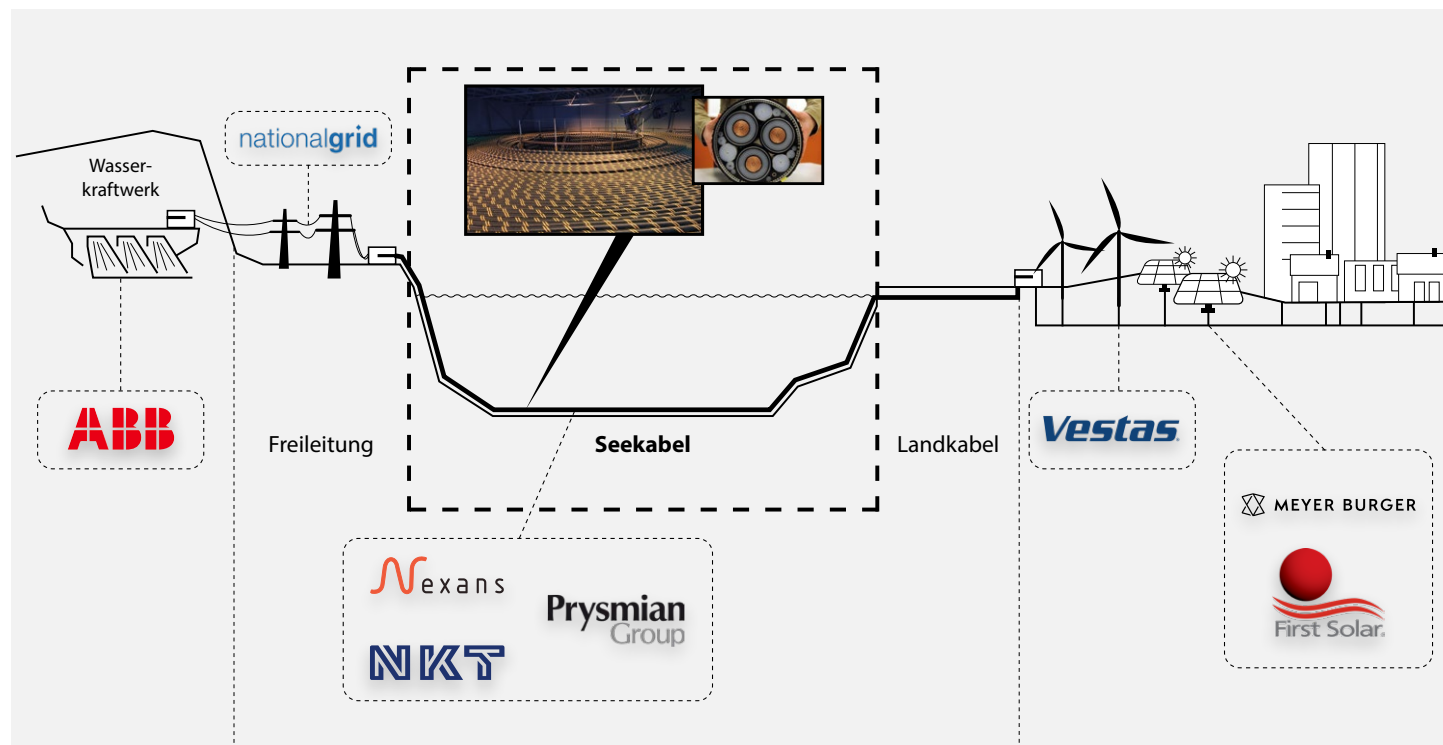 nationalgrid
Wasser-
kraftwerk
ABB
Freileitung
Seekabel
Landkabel
Vestas
MEYER BURGER
First Solar
Nexans
Prysmian
Group
NKT